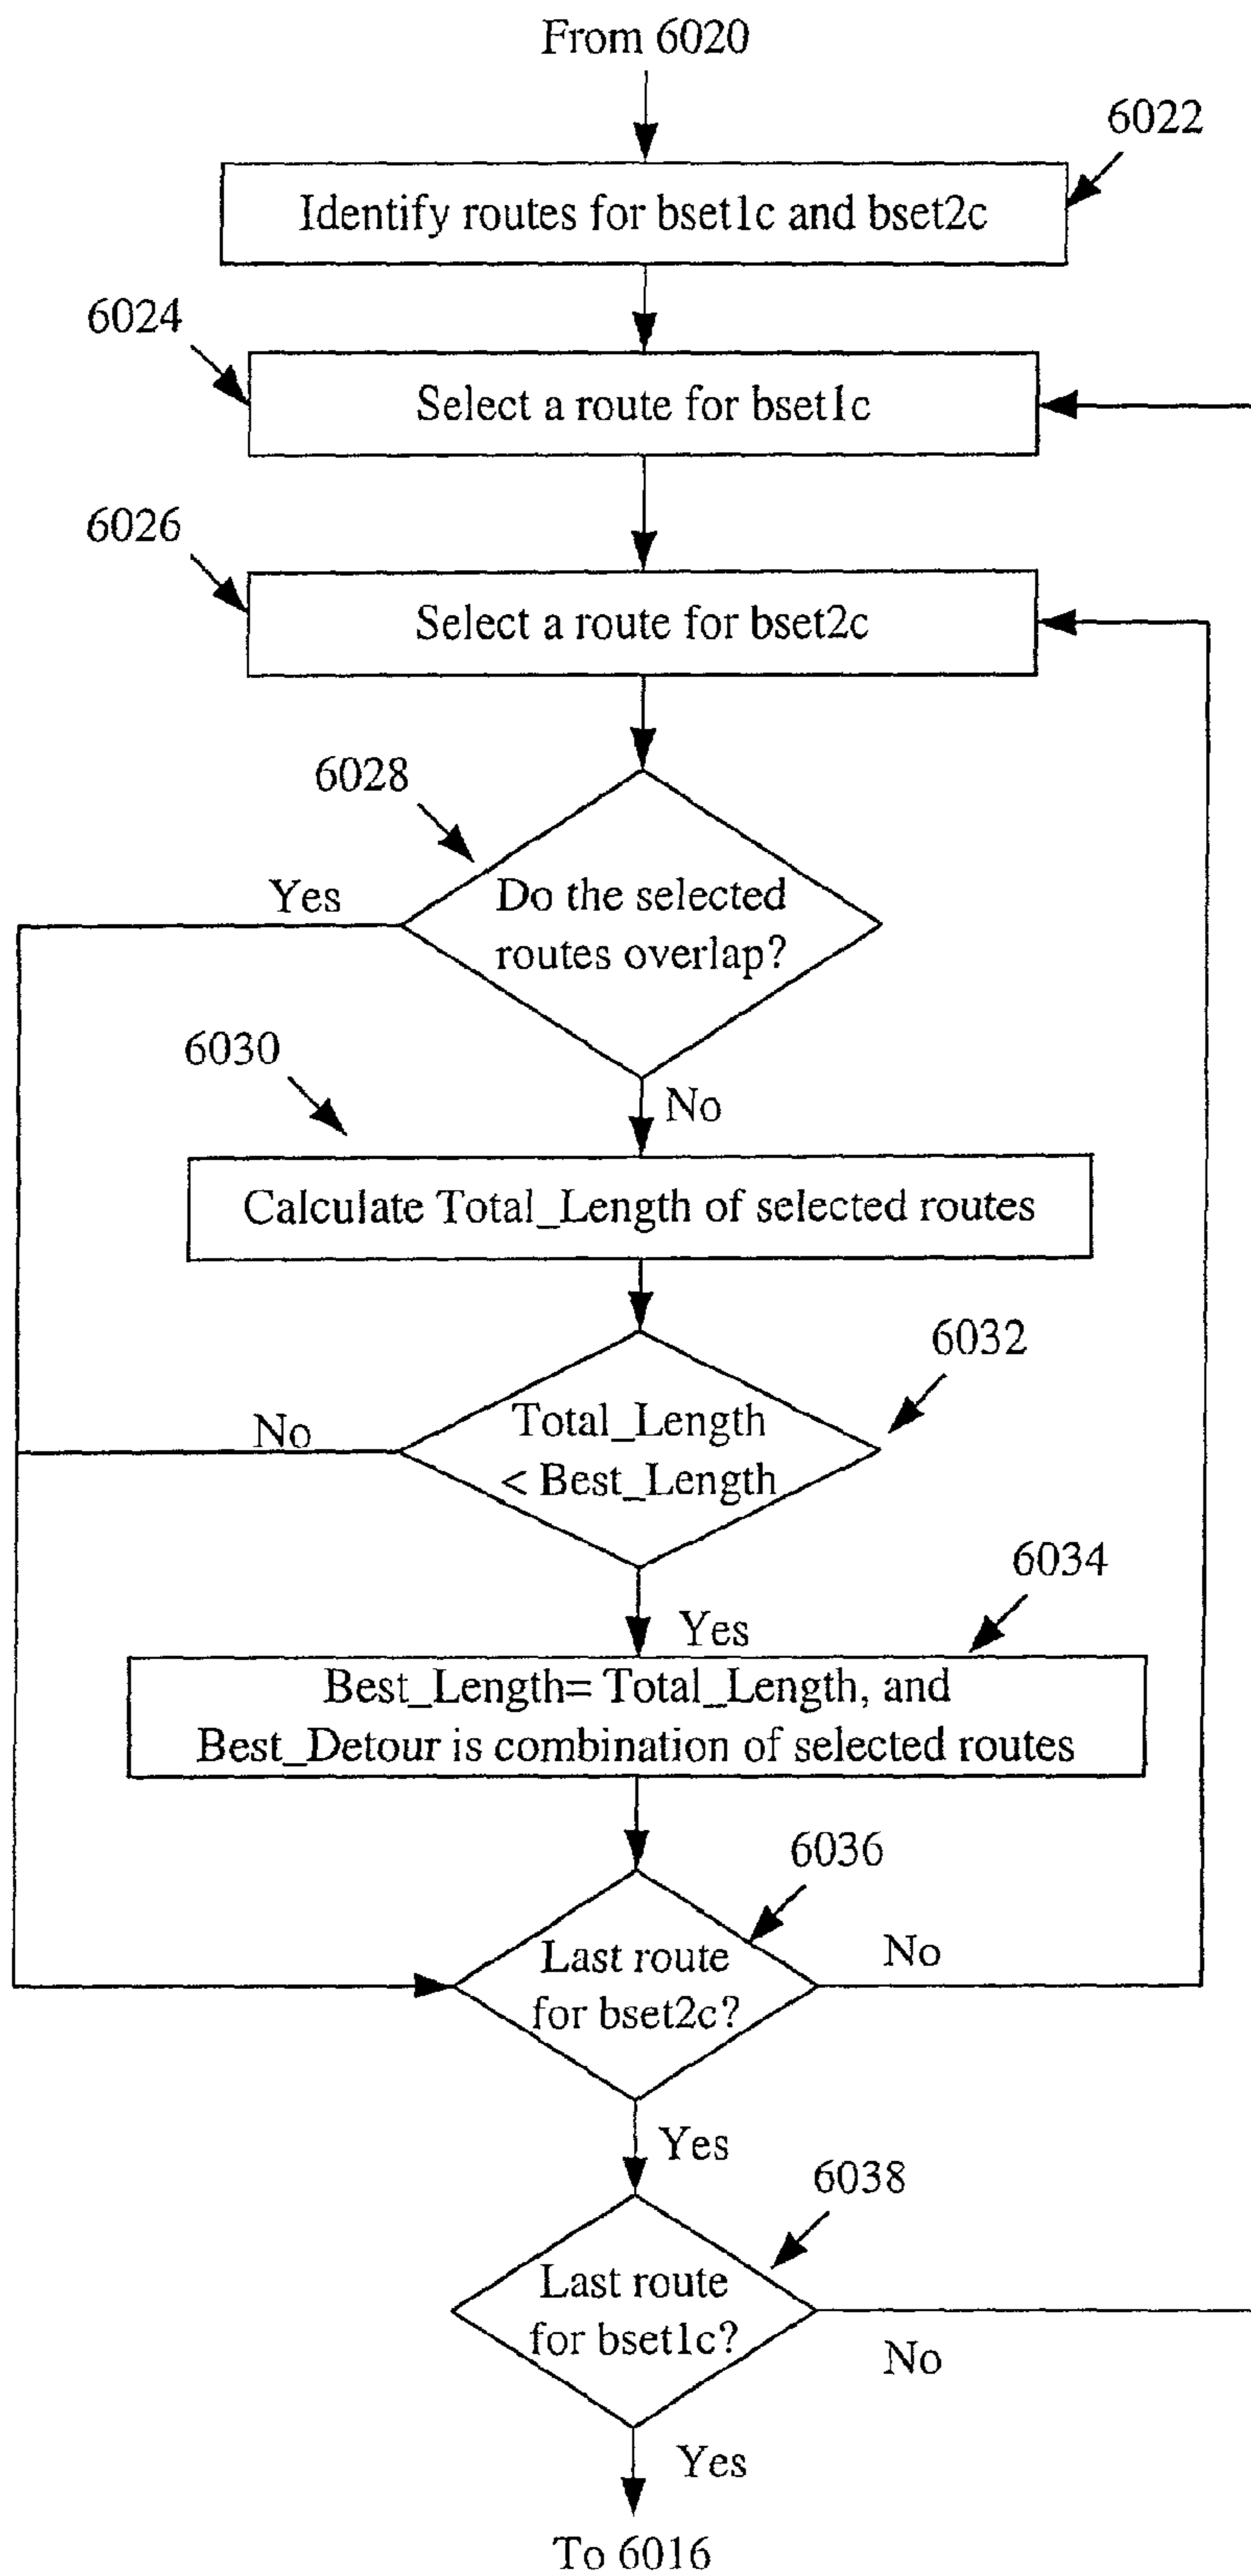 From 6020
6022
Identify routes for bset1c and bset2c
6024
Select a route for bset1c
6026
Select a route for bset2c
6028
Yes
Do the selected
routes overlap?
6030
No
Calculate Total_Length of selected routes
6032
Total_Length
< Best_Length
No
6034
Yes
Best_Length= Total_Length, and
Best_Detour is combination of selected routes
6036
Last route
for bset2c?
No
Yes
6038
Last route
for bset1c?
No
Yes
To 6016